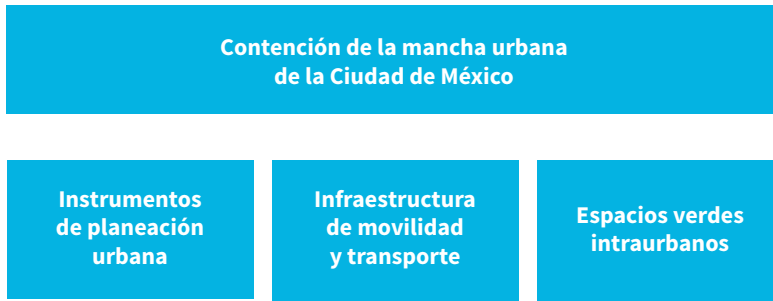 Contención de la mancha urbana
de la Ciudad de México
Instrumentos
de planeación
urbana
Infraestructura
de movilidad
y transporte
Espacios verdes
intraurbanos